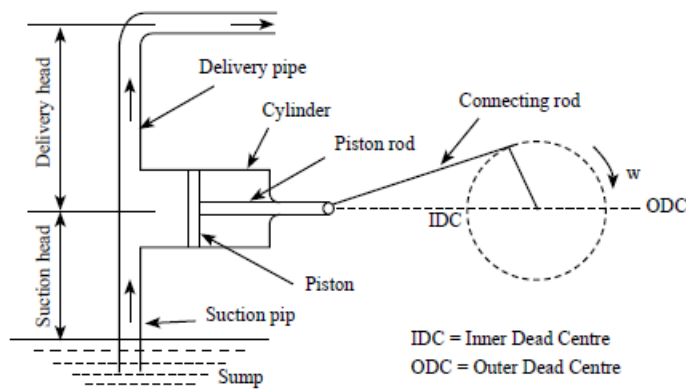 Delivery head
Suction head
Delivery pipe
Cylinder
Piston rod
Connecting rod
w
IDC
ODC
Piston
Suction pip
Sump
IDC = Inner Dead Centre
ODC = Outer Dead Centre